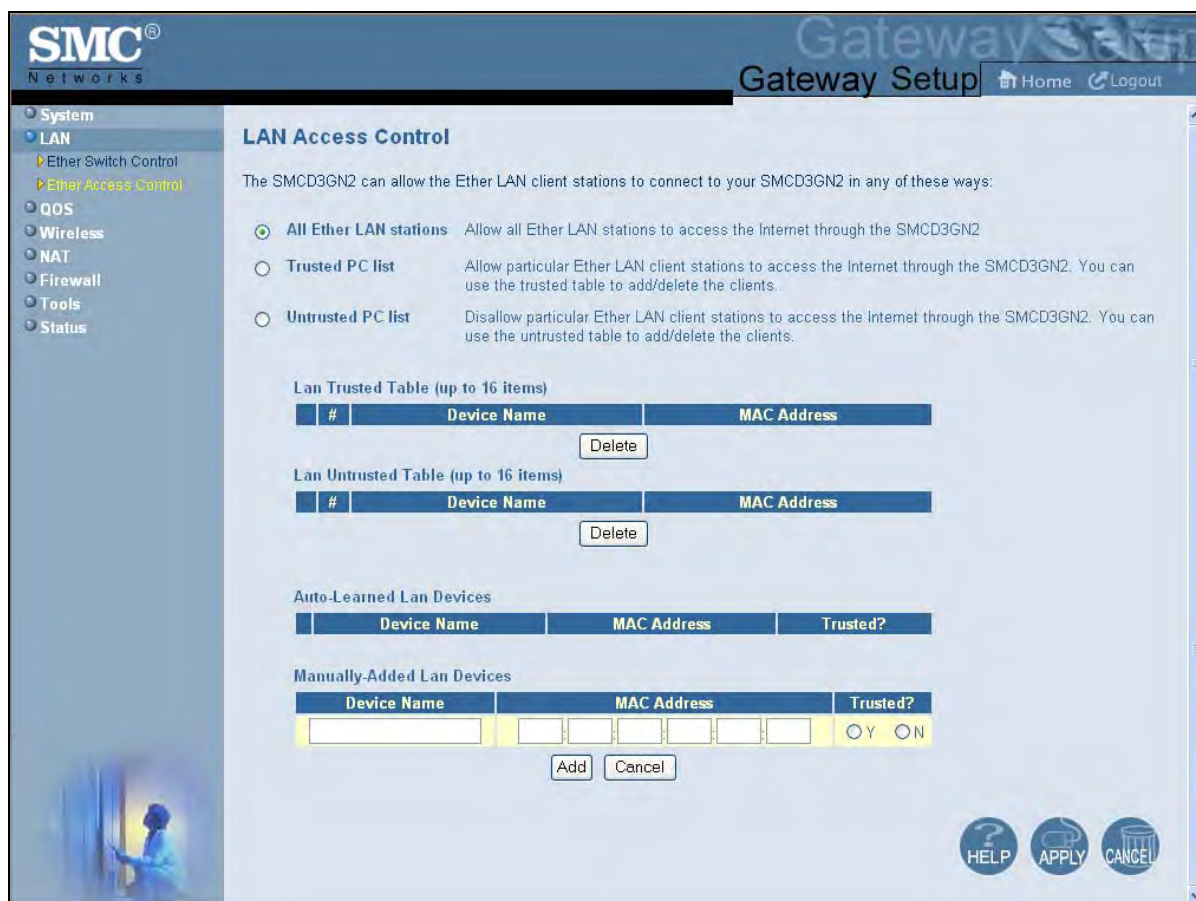 SMC®
Networks
Gateway Setup
Gateway Setup
Home
Logout
System
LAN
Ether Switch Control
Ether Access Control
QOS
Wireless
NAT
Firewall
Tools
Status
LAN Access Control
The SMCD3GN2 can allow the Ether LAN client stations to connect to your SMCD3GN2 in any of these ways:
All Ether LAN stations Allow all Ether LAN stations to access the Internet through the SMCD3GN2
Trusted PC list Allow particular Ether LAN client stations to access the Internet through the SMCD3GN2. You can
use the trusted table to add/delete the clients.
Untrusted PC list Disallow particular Ether LAN client stations to access the Internet through the SMCD3GN2. You can
use the untrusted table to add/delete the clients.
Lan Trusted Table (up to 16 items)
# Device Name MAC Address
Delete
Lan Untrusted Table (up to 16 items)
# Device Name MAC Address
Delete
Auto-Learned Lan Devices
Device Name MAC Address Trusted?
Manually-Added Lan Devices
Device Name MAC Address Trusted?
: : : : : Y N
Add Cancel
HELP APPLY CANCEL